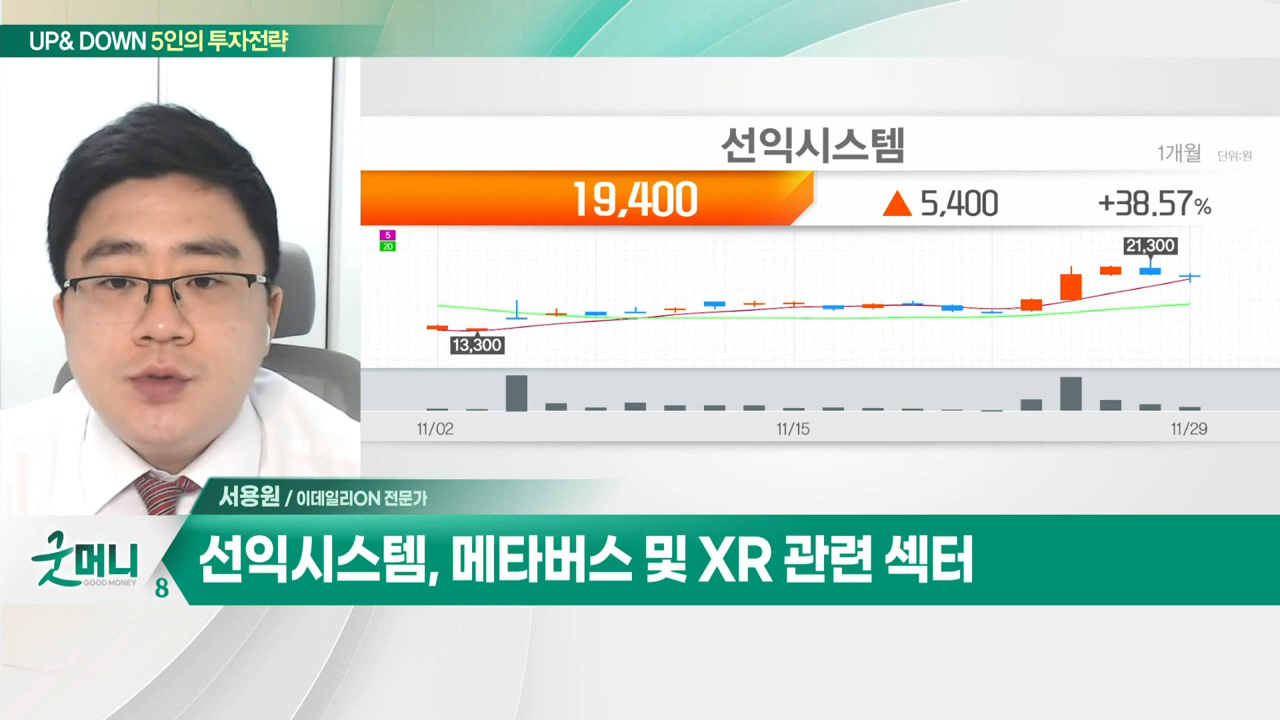 UP& DOWN 5인의 투자전략
선익시스템
1개월 단위:원
19,400 ▲ 5,400 +38.57%
5
20
21,300
13,300
11/02 11/15 11/29
서용원 / 이데일리ON 전문가
굿머니
GOOD MONEY
8
선익시스템, 메타버스 및 XR 관련 섹터